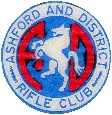 ASHFORD AND DISTRICT
RIFLE CLUB